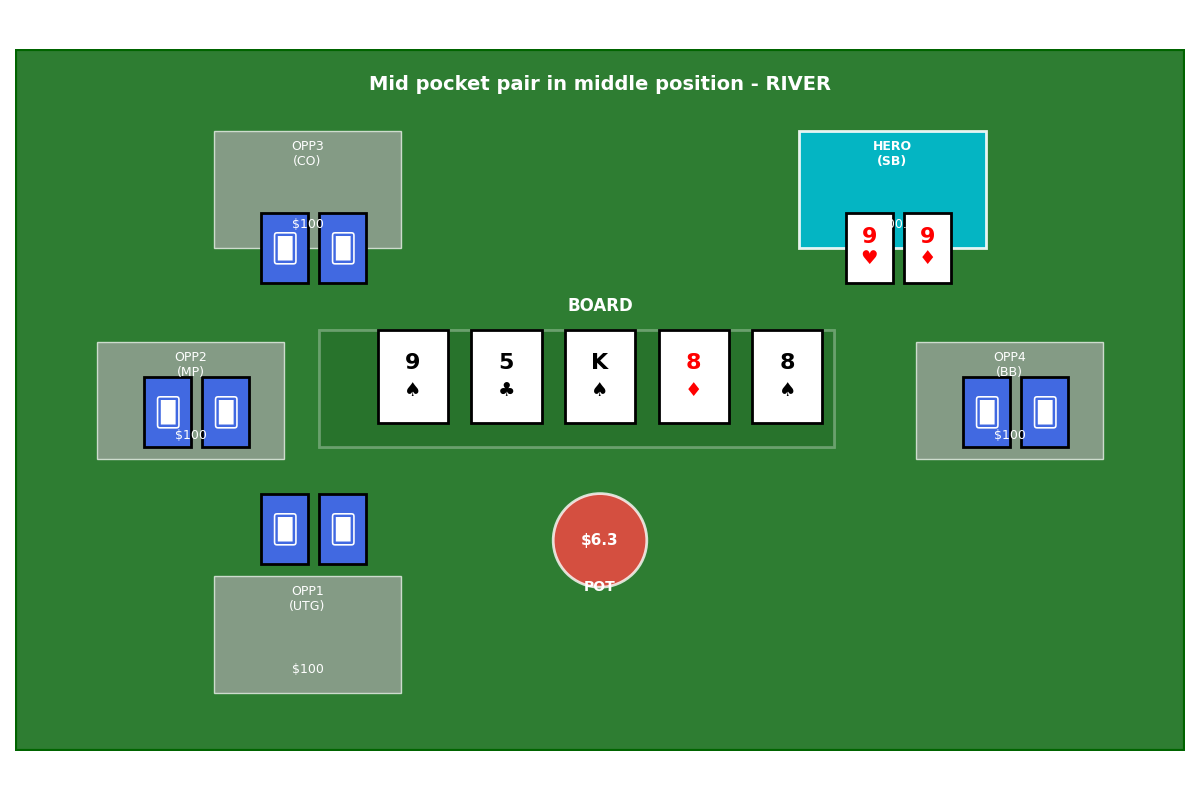 Mid pocket pair in middle position - RIVER
OPP3
(CO)
$100
HERO
(SB)
9
♥
9
♦
BOARD
9
♠
5
♣
K
♠
8
♦
8
♠
OPP2
(MP)
$100
OPP4
(BB)
$100
$6.3
POT
OPP1
(UTG)
$100